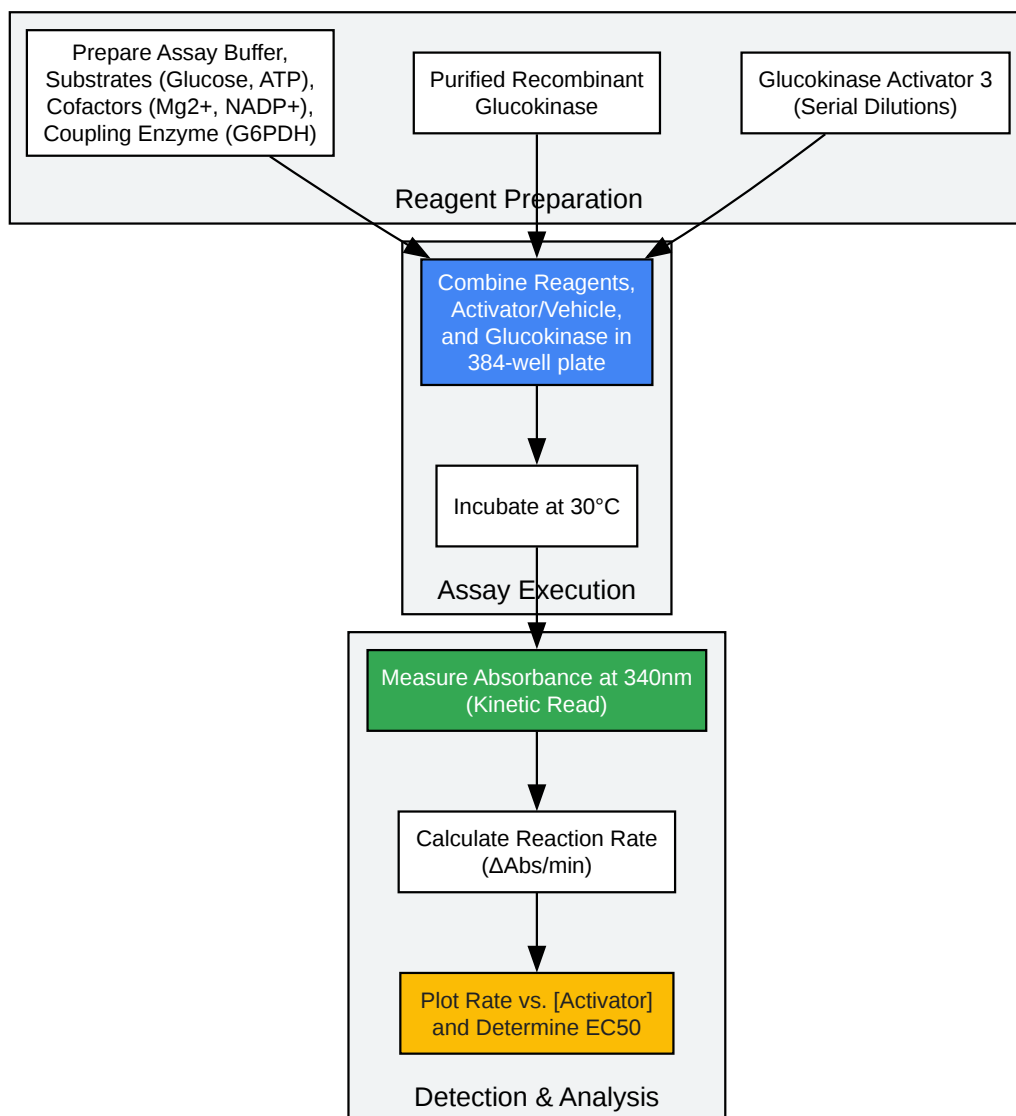 Prepare Assay Buffer,
Substrates (Glucose, ATP),
Cofactors (Mg2+, NADP+),
Coupling Enzyme (G6PDH)
Purified Recombinant
Glucokinase
Glucokinase Activator 3
(Serial Dilutions)
Reagent Preparation
Combine Reagents,
Activator/Vehicle,
and Glucokinase in
384-well plate
Incubate at 30°C
Assay Execution
Measure Absorbance at 340nm
(Kinetic Read)
Calculate Reaction Rate
(ΔAbs/min)
Plot Rate vs. [Activator]
and Determine EC50
Detection & Analysis